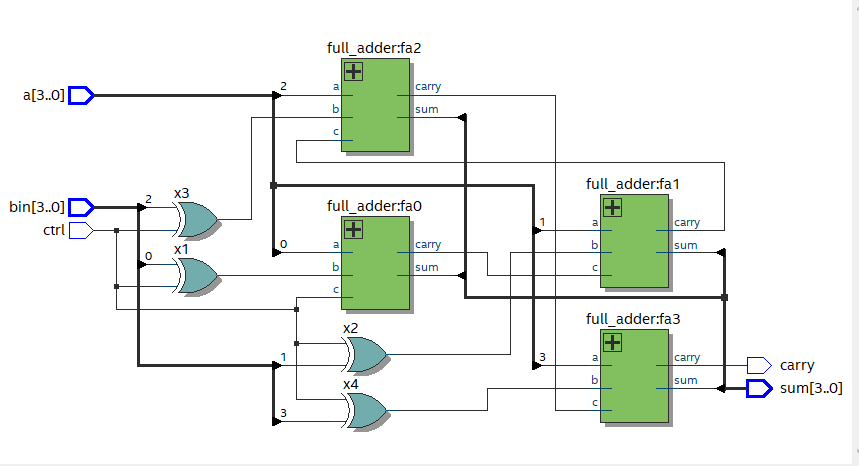 full_adder:fa2
a[3..0]
2
a
carry
b
sum
c
full_adder:fa1
x3
bin[3..0]
2
full_adder:fa0
ctrl
1
a
carry
x1
0
a
carry
b
sum
0
b
sum
c
c
full_adder:fa3
x2
1
3
a
carry
carry
x4
b
sum
sum[3..0]
3
c